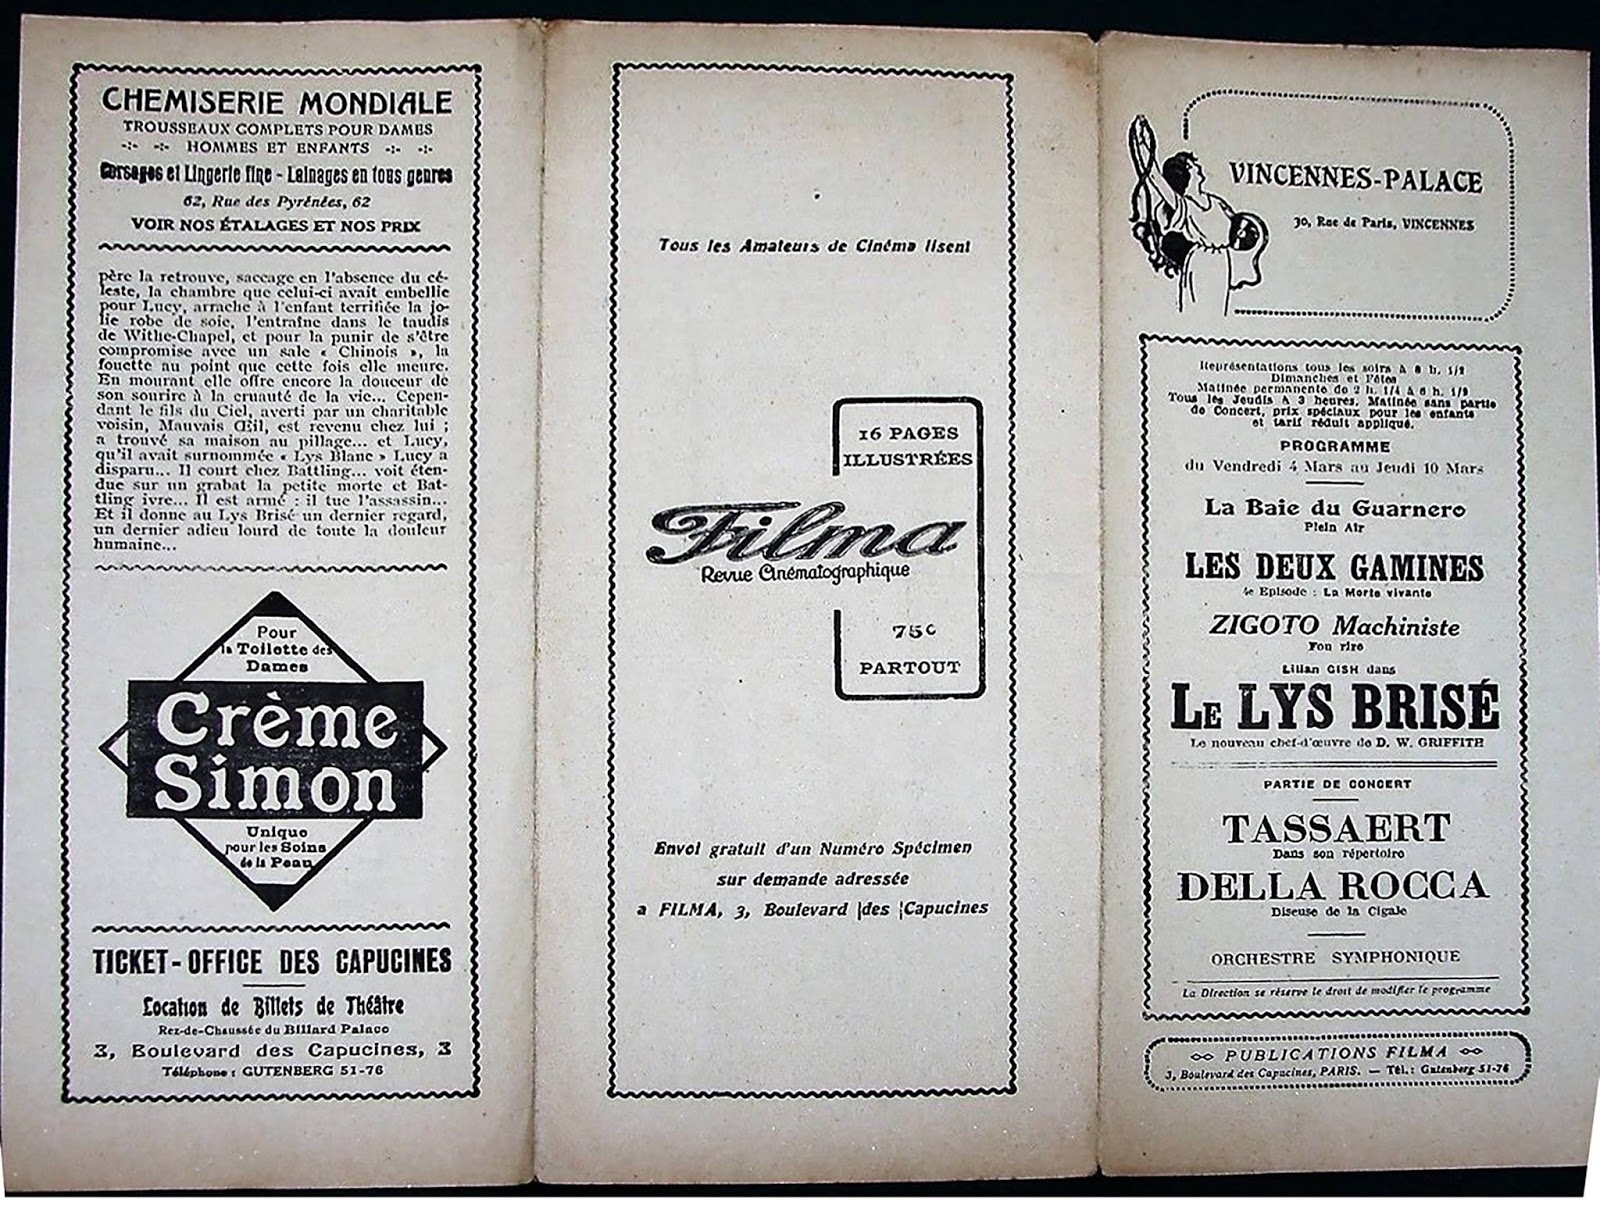 CHEMISERIE MONDIALE
TROUSSEAUX COMPLETS POUR DAMES
-:- -:- HOMMES ET ENFANTS -:- -:-
Corsages et Lingerie fine - Lainages en tous genres
62, Rue des Pyrénées, 62
VOIR NOS ÉTALAGES ET NOS PRIX
père la retrouve, saccage en l'absence du cé-
leste, la chambre que celui-ci avait embellie
pour Lucy, arrache à l'enfant terrifiée la jo-
lie robe de soie, l'entraîne dans le taudis
de Withe-Chapel, et pour la punir de s'être
compromise avec un sale « Chinois », la
fouette au point que cette fois elle meure.
En mourant elle offre encore la douceur de
son sourire à la cruauté de la vie... Cepen-
dant le fils du Ciel, averti par un charitable
voisin, Mauvais Œil, est revenu chez lui ;
a trouvé sa maison au pillage... et Lucy,
qu'il avait surnommée « Lys Blanc » Lucy a
disparu... Il court chez Battling... voit éten-
due sur un grabat la petite morte et Bat-
tling ivre... Il est armé : il tue l'assassin...
Et il donne au Lys Brisé un dernier regard,
un dernier adieu lourd de toute la douleur
humaine...
Pour
la Toilette des
Dames
Crème
Simon
Unique
pour les Soins
de la Peau
TICKET-OFFICE DES CAPUCINES
Location de Billets de Théâtre
Rez-de-Chaussée du Billard Palace
3, Boulevard des Capucines, 3
Téléphone : GUTENBERG 51-76
Tous les Amateurs de Cinéma lisent
16 PAGES
ILLUSTRÉES
Filma
Revue Cinématographique
75c
PARTOUT
Envoi gratuit d'un Numéro Spécimen
sur demande adressée
a FILMA, 3, Boulevard des Capucines
VINCENNES-PALACE
30, Rue de Paris, VINCENNES
Représentations tous les soirs à 8 h. 1/2
Dimanches et Fêtes
Matinée permanente de 2 h. 1/4 à 6 h. 1/2
Tous les Jeudis à 3 heures. Matinée sans partie
de Concert, prix spéciaux pour les enfants
et tarif réduit appliqué.
PROGRAMME
du Vendredi 4 Mars au Jeudi 10 Mars
La Baie du Guarnero
Plein Air
LES DEUX GAMINES
4e Episode : La Morte vivante
ZIGOTO Machiniste
Fou rire
Lilian GISH dans
LE LYS BRISÉ
Le nouveau chef-d'œuvre de D. W. GRIFFITH
PARTIE DE CONCERT
TASSAERT
Dans son répertoire
DELLA ROCCA
Diseuse de la Cigale
ORCHESTRE SYMPHONIQUE
La Direction se réserve le droit de modifier le programme
PUBLICATIONS FILMA
3, Boulevard des Capucines, PARIS. — Tél.: Gutenberg 51-76